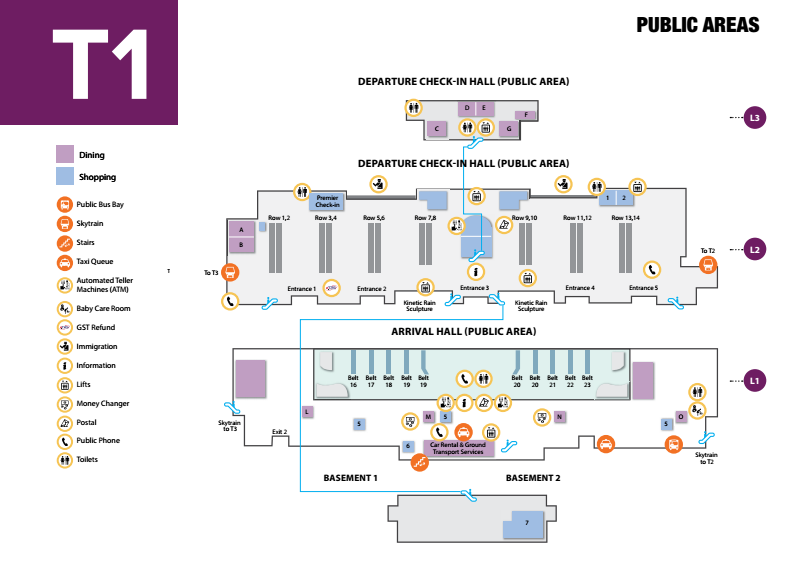 T1
PUBLIC AREAS
Dining
Shopping
Public Bus Bay
Skytrain
Stairs
Taxi Queue
Automated Teller
Machines (ATM)
Baby Care Room
GST Refund
Immigration
Information
Lifts
Money Changer
Postal
Public Phone
Toilets
T
DEPARTURE CHECK-IN HALL (PUBLIC AREA)
D E
F
C
G
L3
DEPARTURE CHECK-IN HALL (PUBLIC AREA)
Premier
Check-in
1 2
Row 1,2
Row 3,4
Row 5,6
Row 7,8
Row 9,10
Row 11,12
Row 13,14
A
B
To T3
To T2
L2
Entrance 1
Entrance 2
Entrance 3
Entrance 4
Entrance 5
Kinetic Rain
Sculpture
Kinetic Rain
Sculpture
ARRIVAL HALL (PUBLIC AREA)
Belt
16
Belt
17
Belt
18
Belt
19
Belt
19
Belt
20
Belt
20
Belt
21
Belt
22
Belt
23
L1
L
M
5
N
O
5
5
6
Skytrain
to T3
Exit 2
Car Rental & Ground
Transport Services
Skytrain
to T2
BASEMENT 1
BASEMENT 2
7